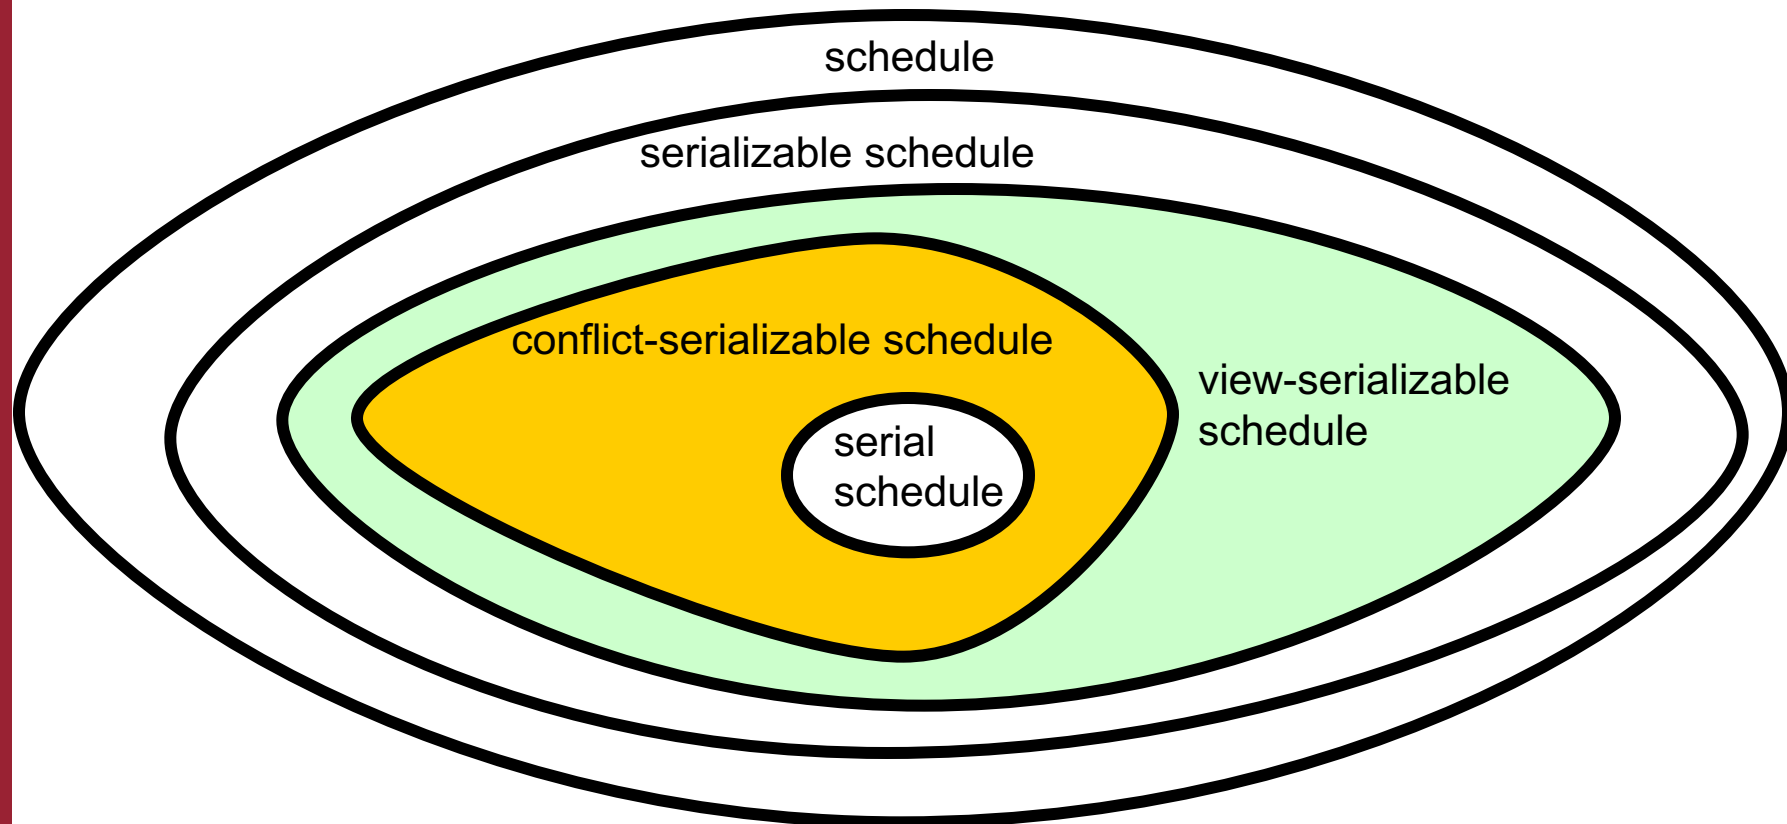 schedule
serializable schedule
conflict-serializable schedule
view-serializable
schedule
serial
schedule